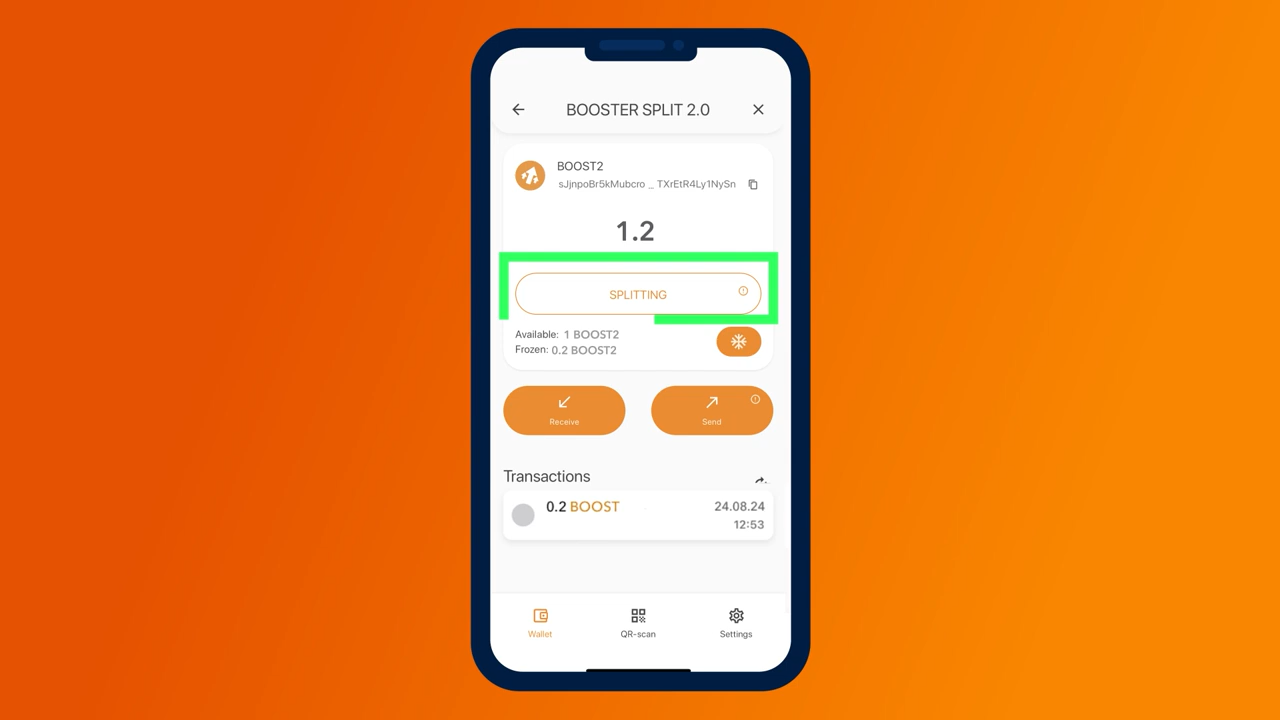 BOOSTER SPLIT 2.0
BOOST2
sJjnpoBr5kMubcro _ TXrEtR4Ly1NySn
1.2
SPLITTING
Available: 1 BOOST2
Frozen: 0.2 BOOST2
Receive
Send
Transactions
0.2 BOOST
24.08.24
12:53
Wallet
QR-scan
Settings